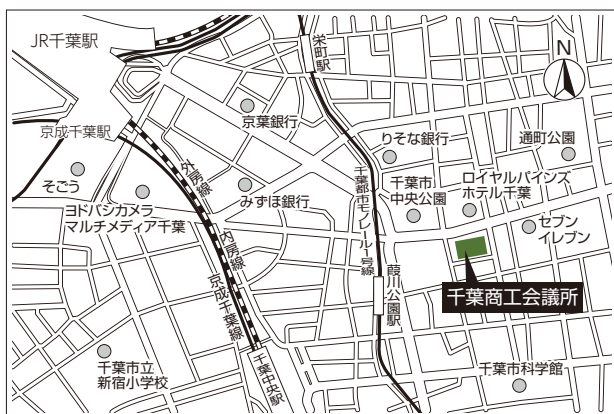 JR千葉駅
栄町駅
N
京葉銀行
京成千葉駅
りそな銀行
通町公園
そごう
外房線
みずほ銀行
千葉都市モノレール1号線
千葉市
中央公園
ロイヤルパインズ
ホテル千葉
ヨドバシカメラ
マルチメディア千葉
セブン
イレブン
内房線
京成千葉線
葭川公園駅
千葉商工会議所
千葉中央駅
千葉市立
新宿小学校
千葉市科学館